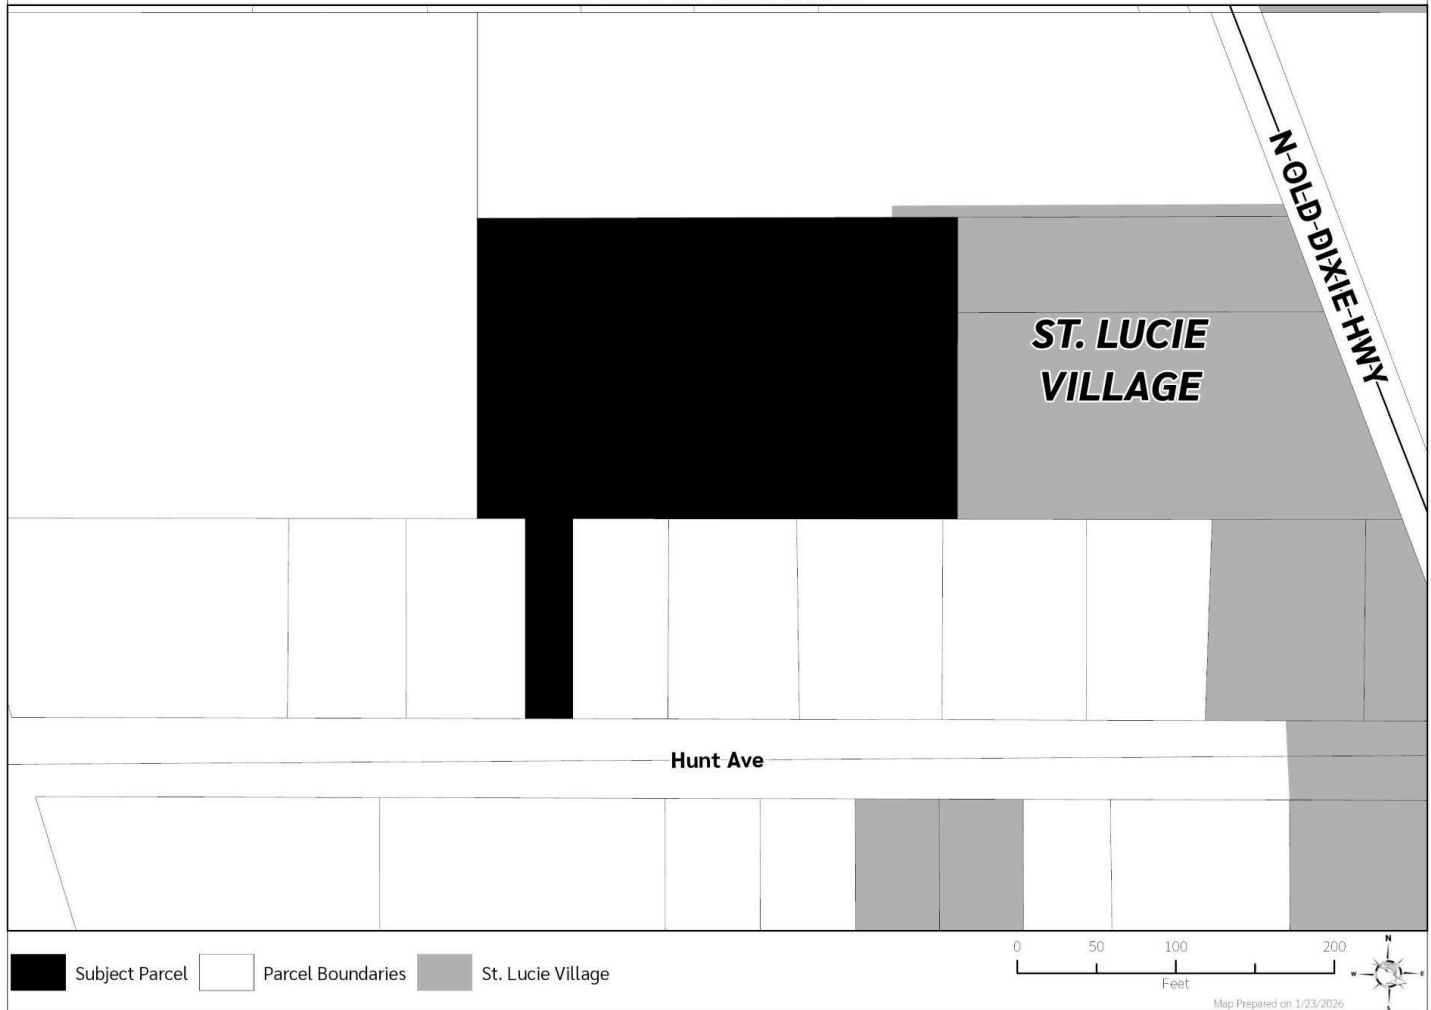 N OLD DIXIE HWY
ST. LUCIE
VILLAGE
Hunt Ave
Subject Parcel
Parcel Boundaries
St. Lucie Village
0 50 100 200
Feet
N
W E
S
Map Prepared on 1/23/2026